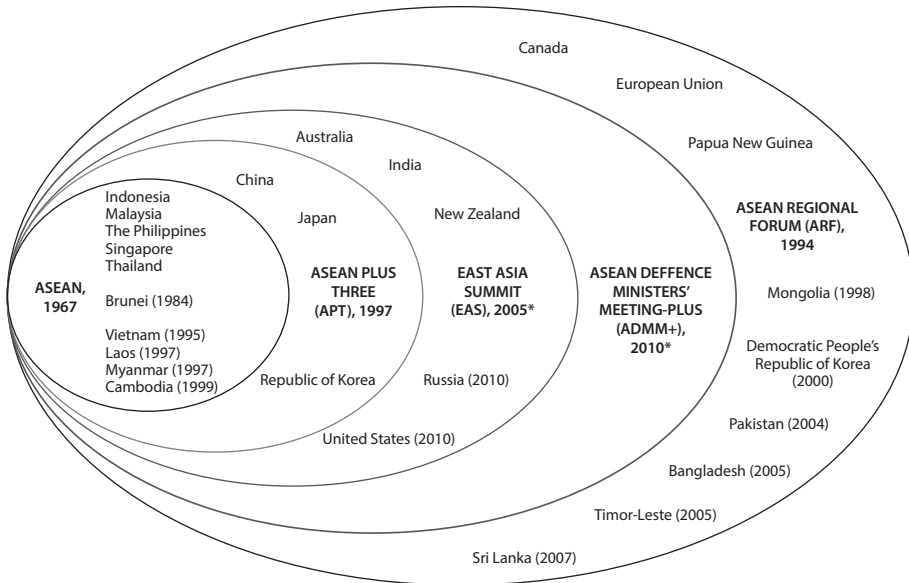 Canada
European Union
Papua New Guinea
Australia
India
China
New Zealand
Japan
Indonesia
Malaysia
The Philippines
Singapore
Thailand
ASEAN,
1967
Brunei (1984)
Vietnam (1995)
Laos (1997)
Myanmar (1997)
Cambodia (1999)
ASEAN PLUS
THREE
(APT), 1997
EAST ASIA
SUMMIT
(EAS), 2005*
ASEAN DEFFENCE
MINISTERS’
MEETING-PLUS
(ADMM+),
2010*
ASEAN REGIONAL
FORUM (ARF),
1994
Mongolia (1998)
Democratic People’s
Republic of Korea
(2000)
Republic of Korea
Russia (2010)
United States (2010)
Pakistan (2004)
Bangladesh (2005)
Timor-Leste (2005)
Sri Lanka (2007)